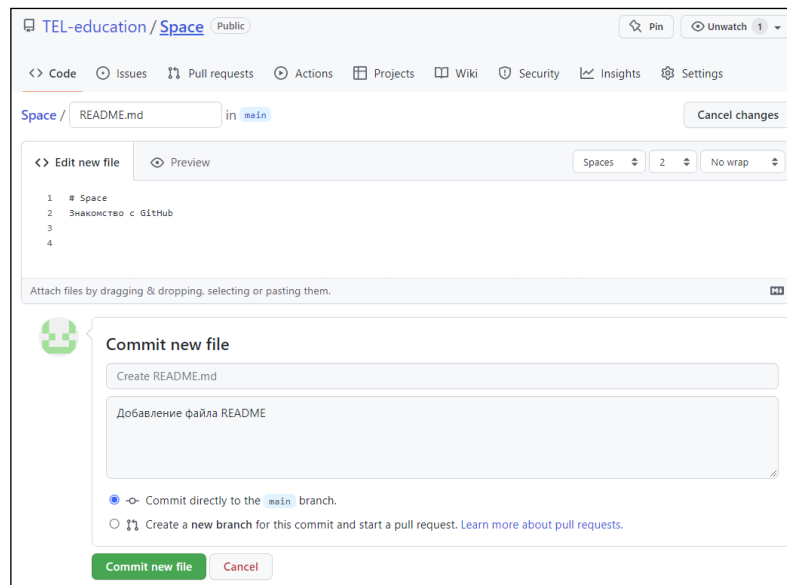 TEL-education / Space Public Pin Unwatch 1
Code Issues Pull requests Actions Projects Wiki Security Insights Settings
Space / README.md in main Cancel changes
Edit new file Preview Spaces 2 No wrap
1 # Space
2 Знакомство с GitHub
3
4
Attach files by dragging & dropping, selecting or pasting them.
Commit new file
Create README.md
Добавление файла README
Commit directly to the main branch.
Create a new branch for this commit and start a pull request. Learn more about pull requests.
Commit new file Cancel